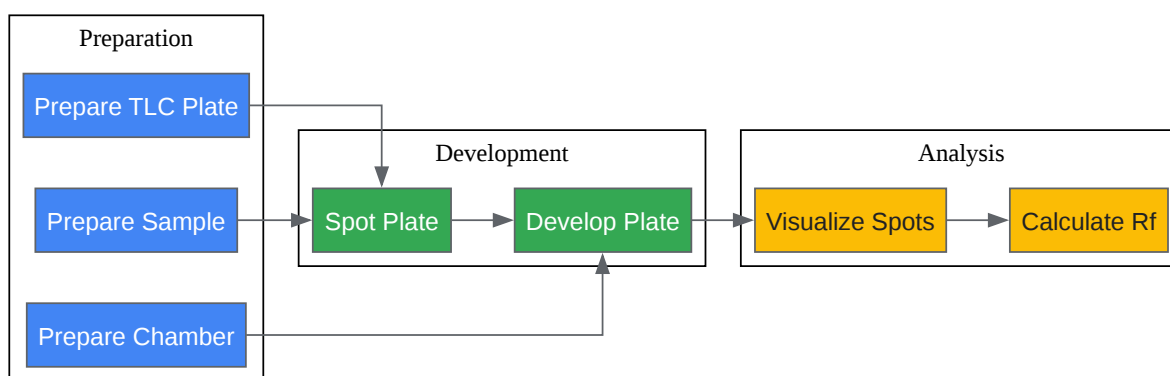 Preparation
Prepare TLC Plate
Prepare Sample
Prepare Chamber
Development
Spot Plate
Develop Plate
Analysis
Visualize Spots
Calculate Rf